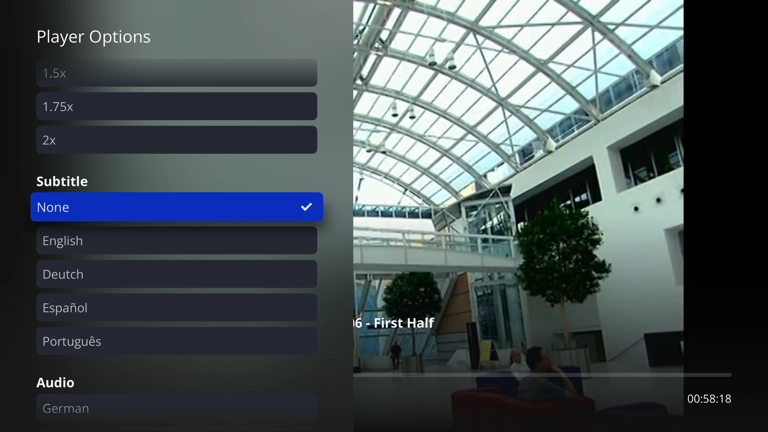 Player Options
1.5x
1.75x
2x
Subtitle
None
English
Deutch
Español
Português
Audio
German
6 - First Half
00:58:18